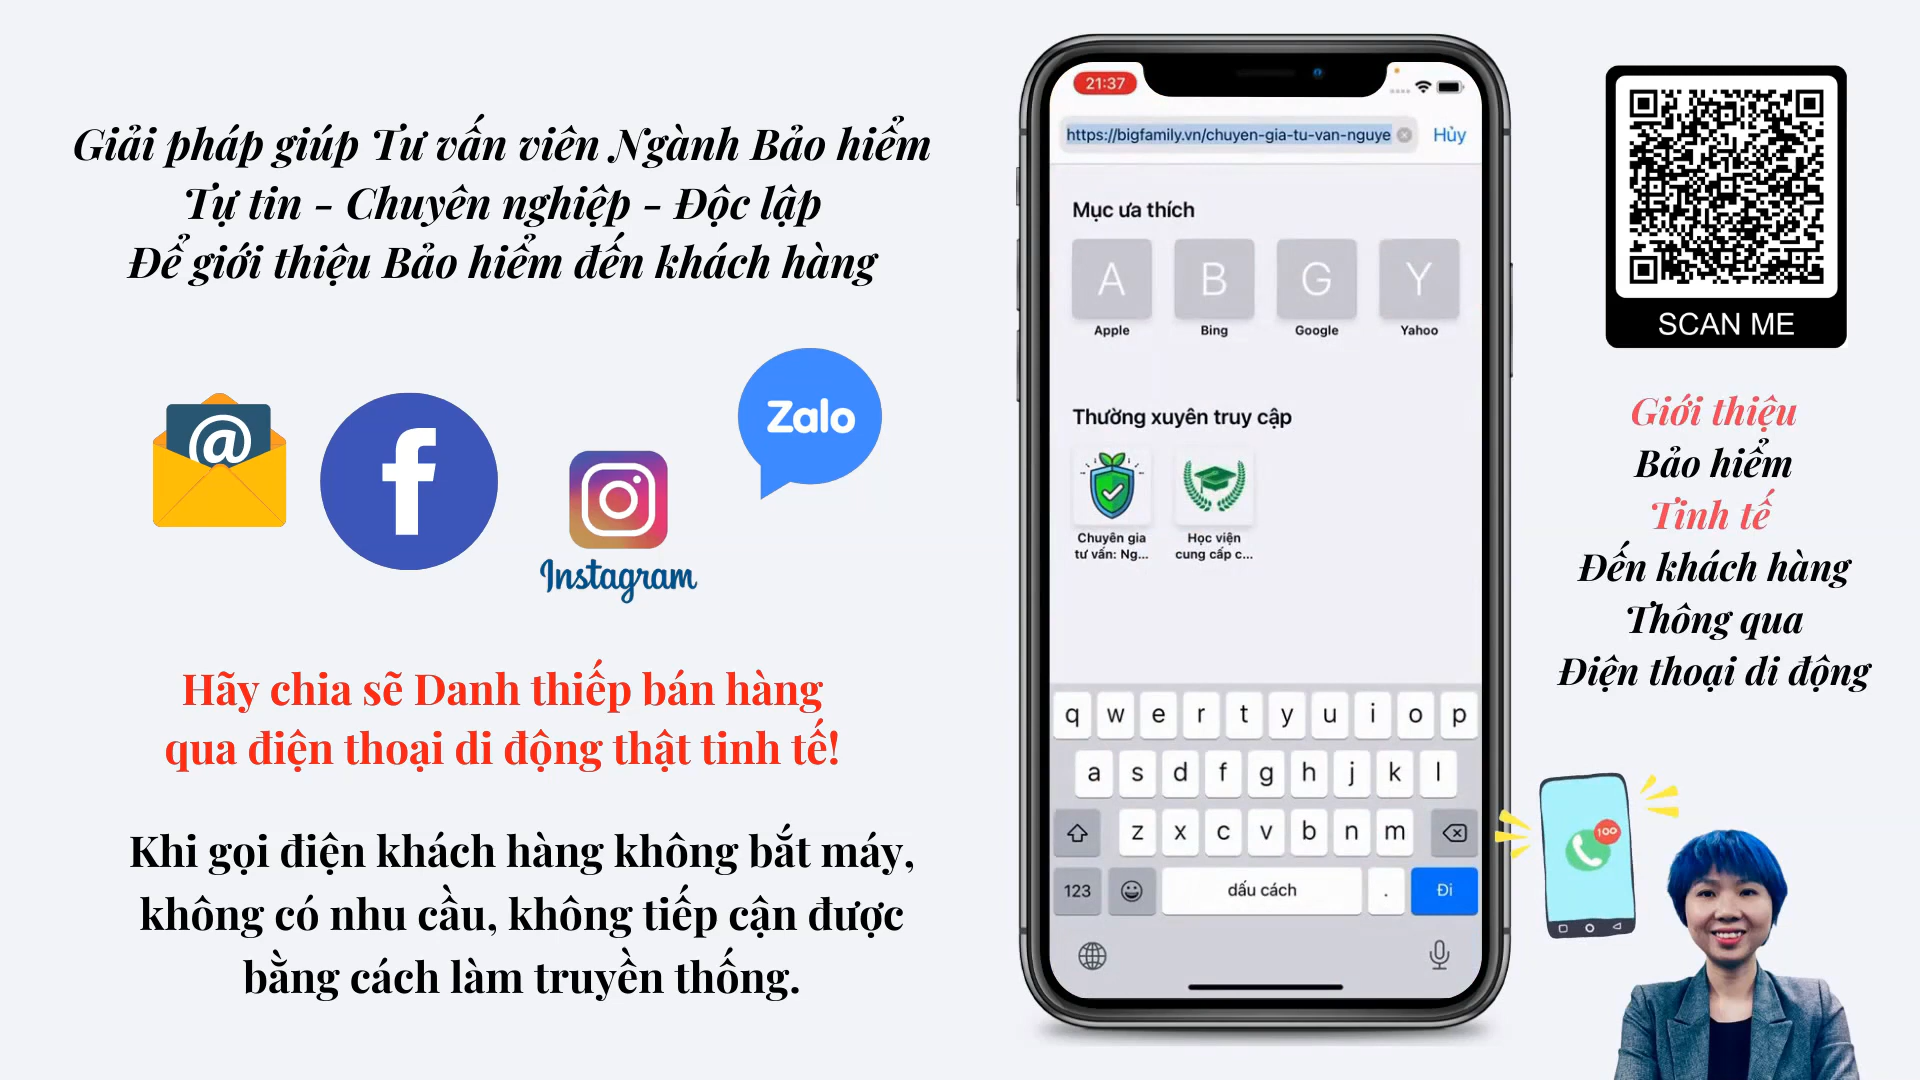 Giải pháp giúp Tư vấn viên Ngành Bảo hiểm
Tự tin - Chuyên nghiệp - Độc lập
Để giới thiệu Bảo hiểm đến khách hàng
@
f
Instagram
Zalo
Hãy chia sẽ Danh thiếp bán hàng
qua điện thoại di động thật tinh tế!
Khi gọi điện khách hàng không bắt máy,
không có nhu cầu, không tiếp cận được
bằng cách làm truyền thống.
21:37
https://bigfamily.vn/chuyen-gia-tu-van-nguye
Hủy
Mục ưa thích
A B G Y
Apple Bing Google Yahoo
Thường xuyên truy cập
Chuyên gia
tư vấn: Ng...
Học viện
cung cấp c...
q w e r t y u i o p
a s d f g h j k l
z x c v b n m
123 dấu cách . Đi
SCAN ME
Giới thiệu
Bảo hiểm
Tinh tế
Đến khách hàng
Thông qua
Điện thoại di động
100